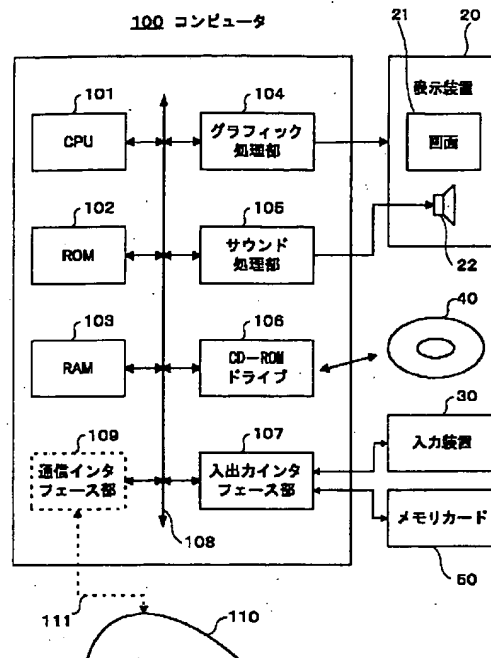 100 コンピュータ
21
20
101
104
表示装置
CPU
グラフィック
処理部
画面
102
105
ROM
サウンド
処理部
22
103
106
40
RAM
CD-ROM
ドライブ
30
109
107
入力装置
通信インタ
フェース部
入出力インタ
フェース部
メモリカード
108
50
111
110